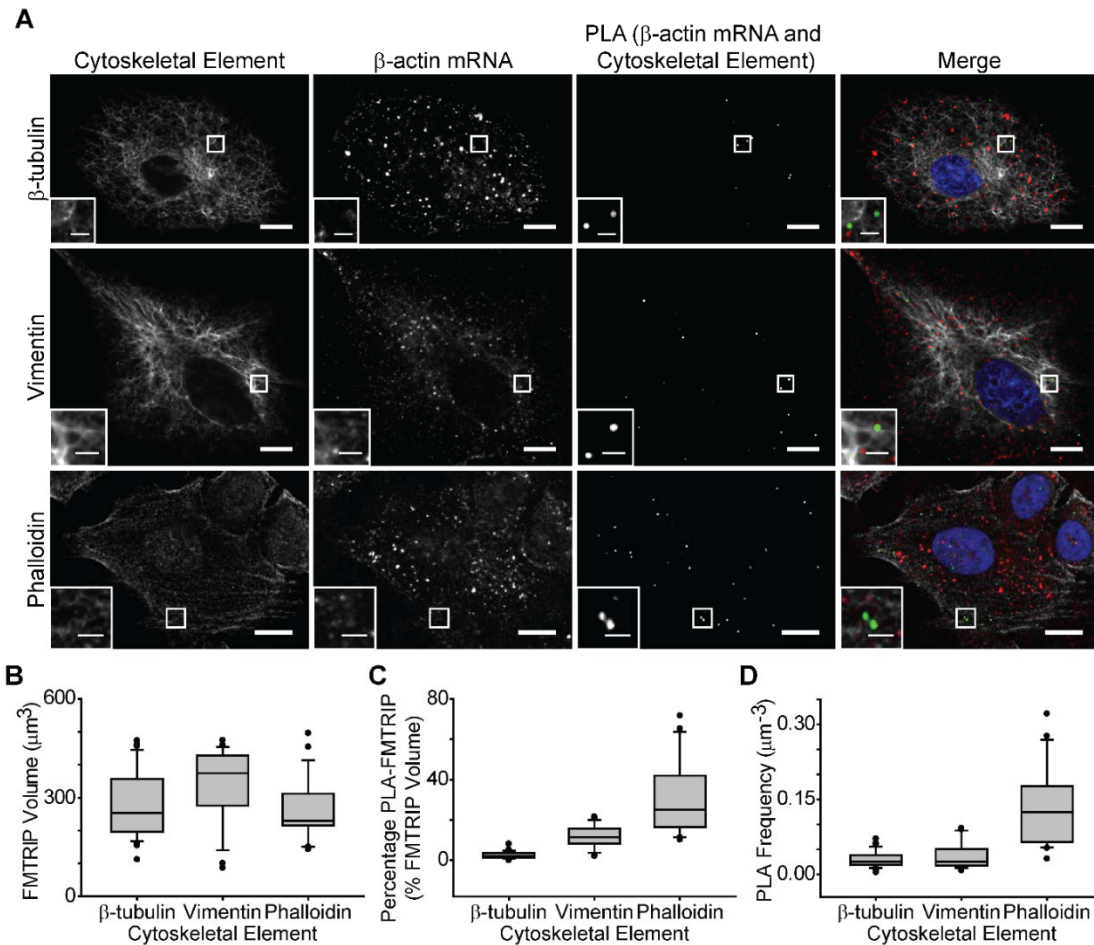 A
Cytoskeletal Element
β-actin mRNA
PLA (β-actin mRNA and
Cytoskeletal Element)
Merge
β-tubulin
Vimentin
Phalloidin
B
FMTRIP Volume (μm³)
600
300
0
β-tubulin Vimentin Phalloidin
Cytoskeletal Element
C
Percentage PLA-FMTRIP
(% FMTRIP Volume)
80
40
0
β-tubulin Vimentin Phalloidin
Cytoskeletal Element
D
PLA Frequency (μm⁻³)
0.30
0.15
0.00
β-tubulin Vimentin Phalloidin
Cytoskeletal Element